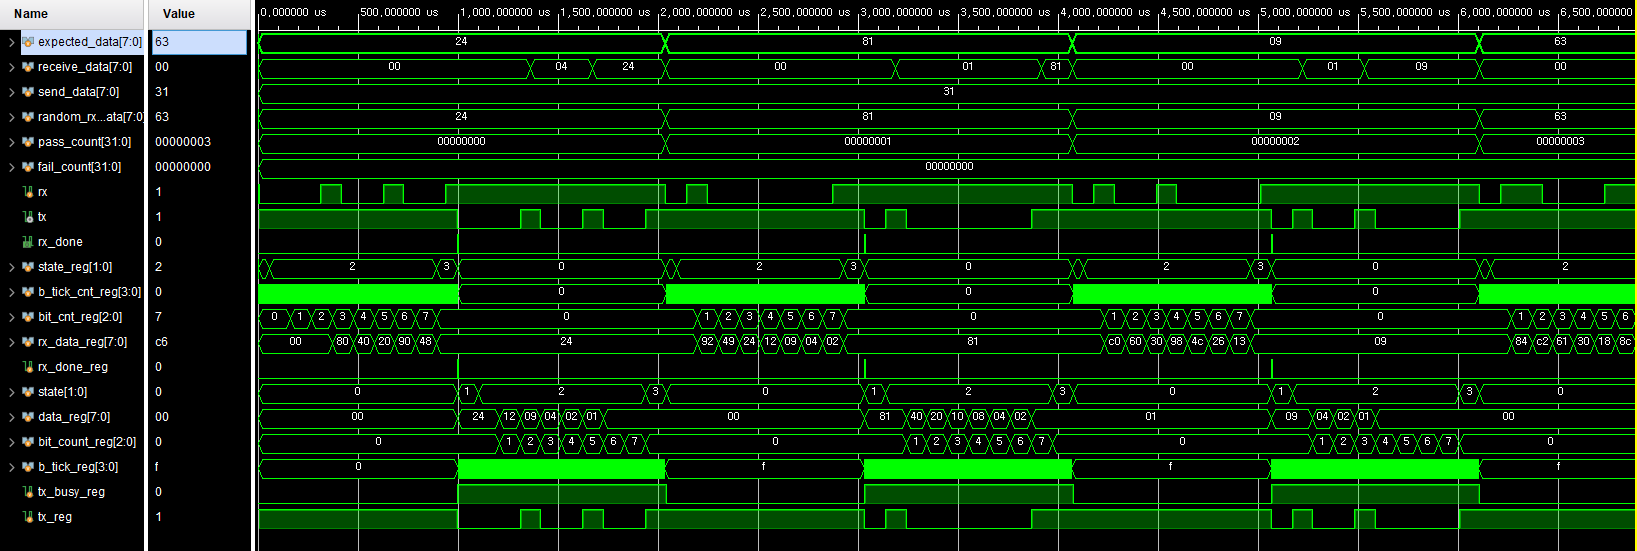 Name Value 0,000000 us 500,000000 us 1,000,000000 us 1,500,000000 us 2,000,000000 us 2,500,000000 us 3,000,000000 us 3,500,000000 us 4,000,000000 us 4,500,000000 us 5,000,000000 us 5,500,000000 us 6,000,000000 us 6,500,000000
expected_data[7:0] 63 24 81 09 63
receive_data[7:0] 00 00 04 24 00 01 81 00 01 09 00
send_data[7:0] 31 31
random_rx...ata[7:0] 63 24 81 09 63
pass_count[31:0] 00000003 00000000 00000001 00000002 00000003
fail_count[31:0] 00000000 00000000
rx 1
tx 1
rx_done 0
state_reg[1:0] 2 2 3 0 2 3 0 2 3 0 2
b_tick_cnt_reg[3:0] 0 0 0 0
bit_cnt_reg[2:0] 7 0 1 2 3 4 5 6 7 0 1 2 3 4 5 6 7 0 1 2 3 4 5 6 7 0 1 2 3 4 5 6
rx_data_reg[7:0] c6 00 80 40 20 90 48 24 92 49 24 12 09 04 02 81 c0 60 30 98 4c 26 13 09 84 c2 61 30 18 8c
rx_done_reg 0
state[1:0] 0 0 1 2 3 0 1 2 3 0 1 2 3 0
data_reg[7:0] 00 00 24 12 09 04 02 01 00 81 40 20 10 08 04 02 01 09 04 02 01 00
bit_count_reg[2:0] 0 0 1 2 3 4 5 6 7 0 1 2 3 4 5 6 7 0 1 2 3 4 5 6 7 0
b_tick_reg[3:0] f 0 f f f
tx_busy_reg 0
tx_reg 1